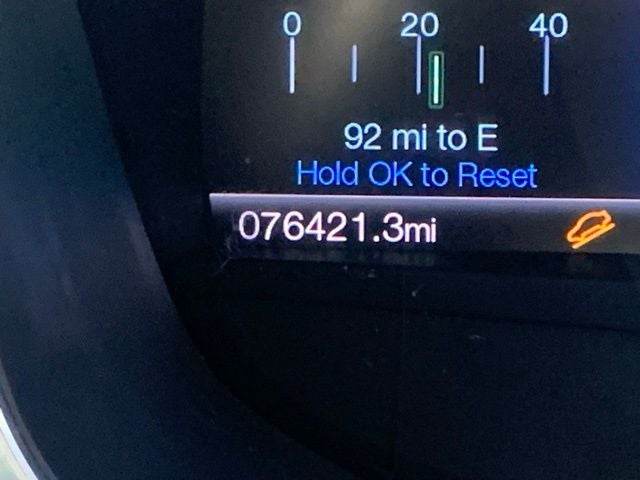 0 20 40
92 mi to E
Hold OK to Reset
076421.3mi